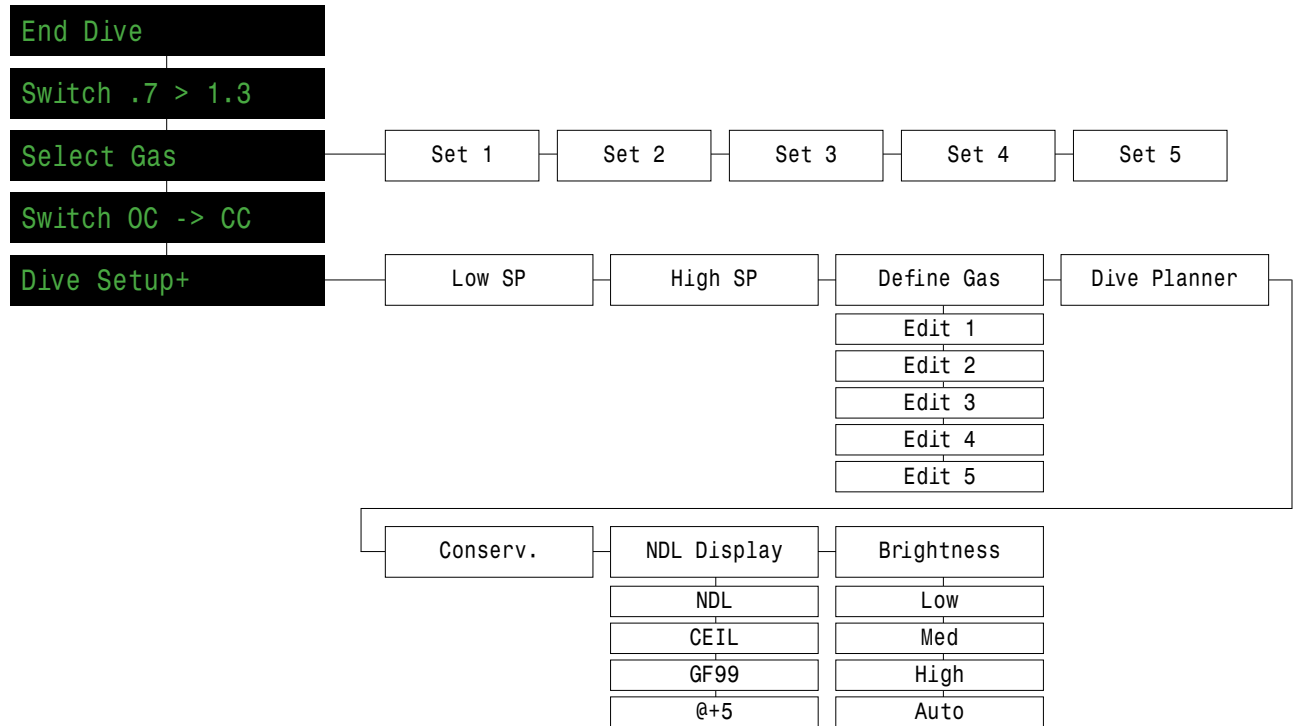 End Dive
Switch .7 > 1.3
Select Gas
Set 1
Set 2
Set 3
Set 4
Set 5
Switch OC -> CC
Dive Setup+
Low SP
High SP
Define Gas
Dive Planner
Edit 1
Edit 2
Edit 3
Edit 4
Edit 5
Conserv.
NDL Display
Brightness
NDL
Low
CEIL
Med
GF99
High
@+5
Auto